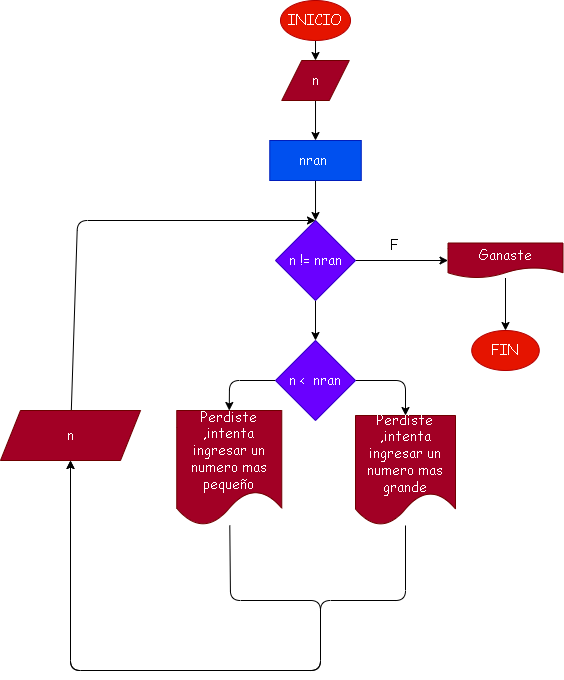 INICIO
n
nran
n != nran
F
Ganaste
FIN
n < nran
Perdiste
,intenta
ingresar un
numero mas
pequeño
Perdiste
,intenta
ingresar un
numero mas
grande
n